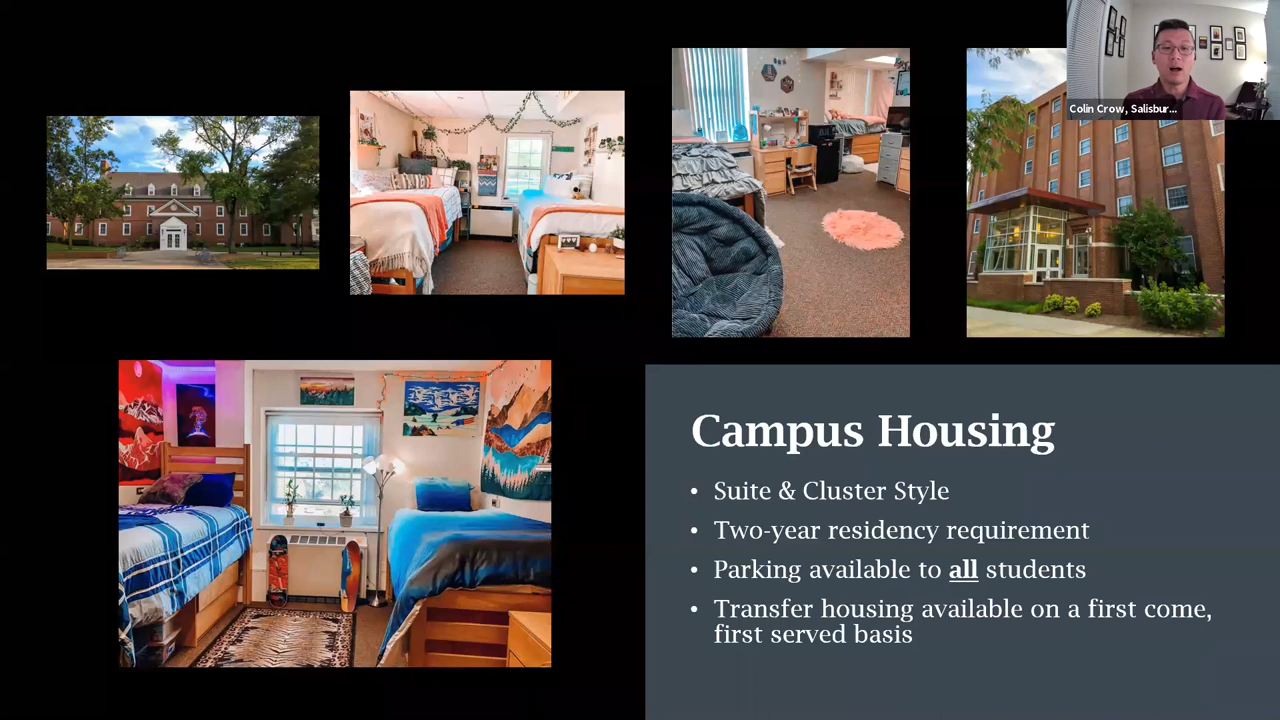 Colin Crow, Salisbur...
Campus Housing
• Suite & Cluster Style
• Two-year residency requirement
• Parking available to all students
• Transfer housing available on a first come,
first served basis